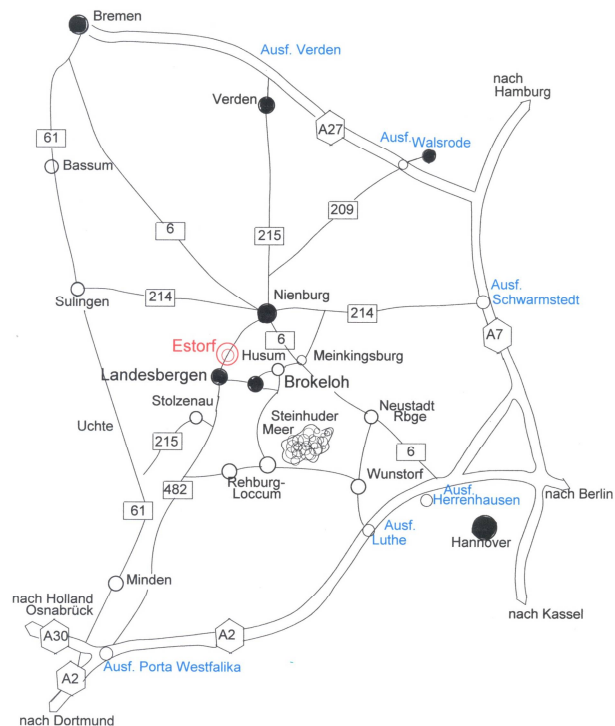 Bremen
Ausf. Verden
nach
Hamburg
Verden
A27
Ausf.
Walsrode
61
Bassum
209
6
215
Ausf.
Schwarmstedt
Sulingen
214
Nienburg
214
A7
Estorf
6
Husum
Meinkingsburg
Landesbergen
Brokeloh
Stolzenau
Steinhuder
Meer
Neustadt
Rbge
Uchte
215
6
482
Rehburg-
Loccum
Wunstorf
Ausf.
Herrenhausen
nach Berlin
61
Ausf.
Luthe
Hannover
Minden
nach Holland
Osnabrück
nach Kassel
A30
A2
Ausf. Porta Westfalika
A2
nach Dortmund